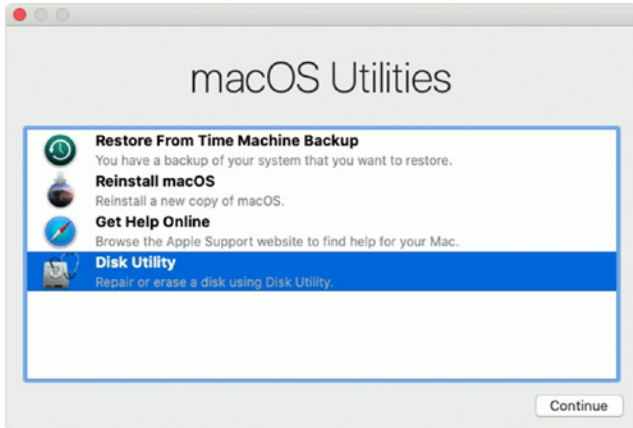 macOS Utilities
Restore From Time Machine Backup
You have a backup of your system that you want to restore.
Reinstall macOS
Reinstall a new copy of macOS.
Get Help Online
Browse the Apple Support website to find help for your Mac.
Disk Utility
Repair or erase a disk using Disk Utility.
Continue